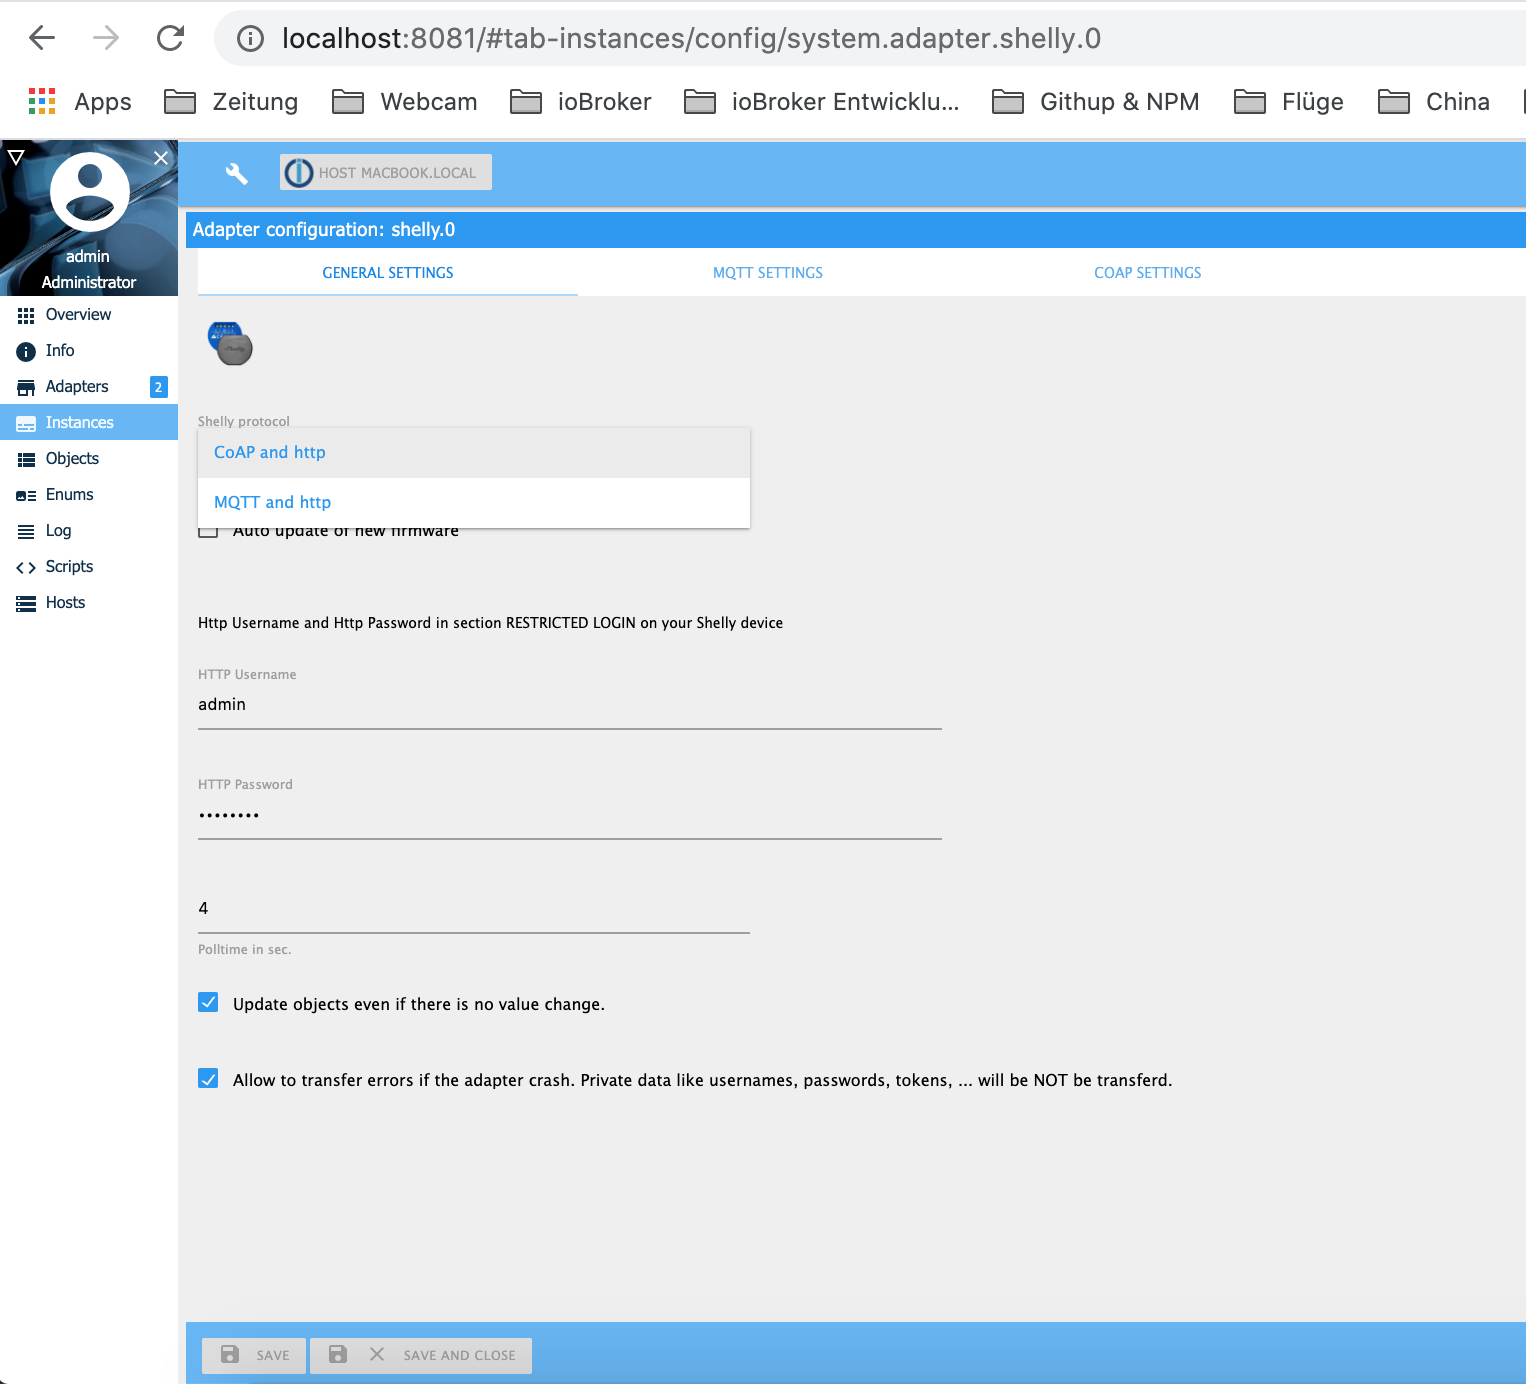 localhost:8081/#tab-instances/config/system.adapter.shelly.0
Apps Zeitung Webcam ioBroker ioBroker Entwicklu... Githup & NPM Flüge China
HOST MACBOOK.LOCAL
admin
Administrator
Overview
Info
Adapters 2
Instances
Objects
Enums
Log
Scripts
Hosts
Adapter configuration: shelly.0
GENERAL SETTINGS MQTT SETTINGS COAP SETTINGS
Shelly protocol
CoAP and http
MQTT and http
Auto update of new firmware
Http Username and Http Password in section RESTRICTED LOGIN on your Shelly device
HTTP Username
admin
HTTP Password
••••••••
4
Polltime in sec.
Update objects even if there is no value change.
Allow to transfer errors if the adapter crash. Private data like usernames, passwords, tokens, ... will be NOT be transferd.
SAVE SAVE AND CLOSE